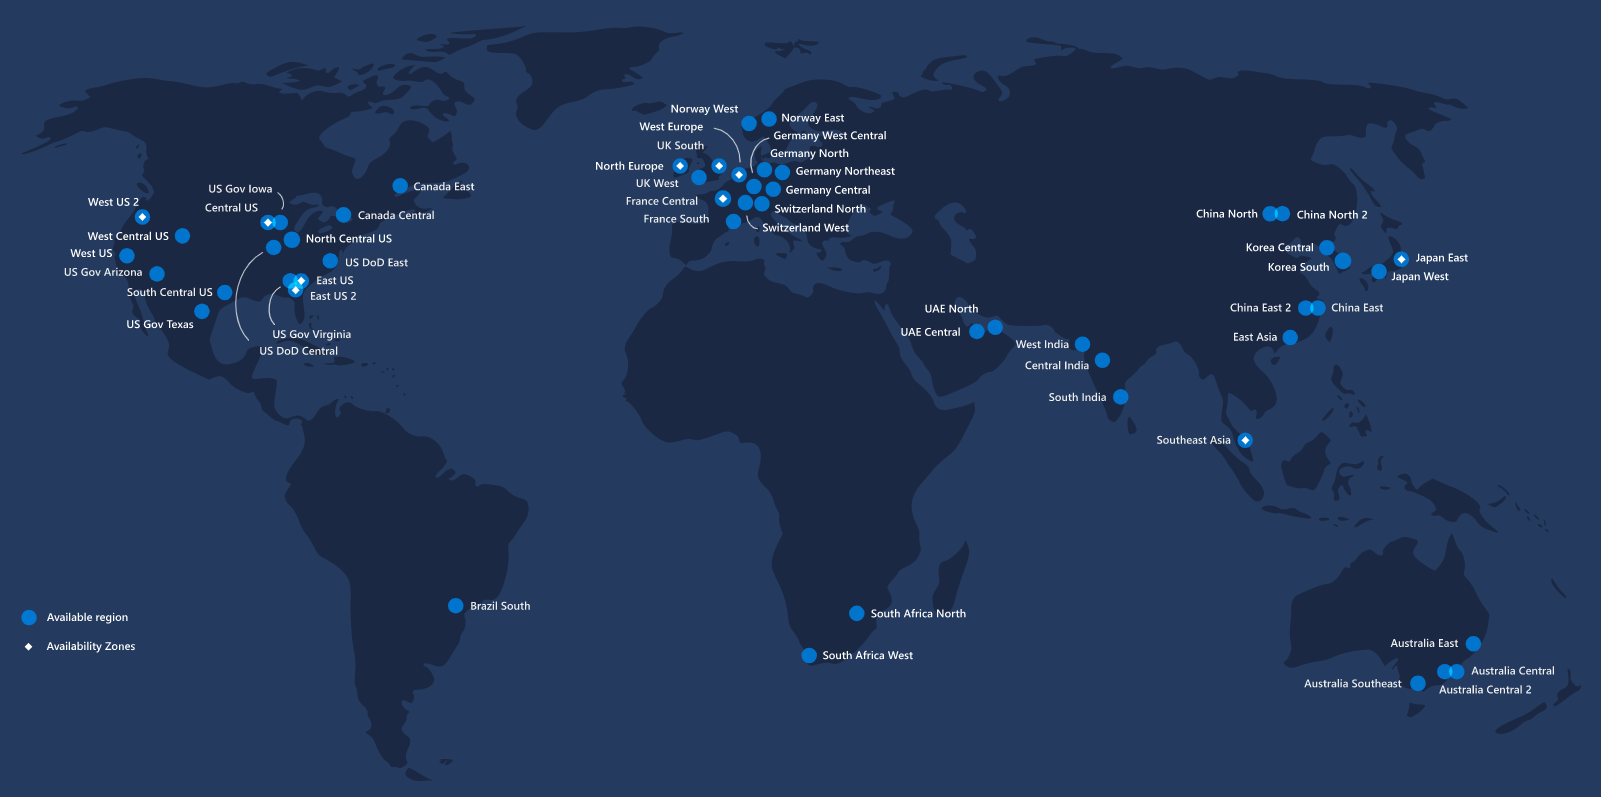 Norway West
Norway East
West Europe
Germany West Central
UK South
Germany North
North Europe
Germany Northeast
UK West
Germany Central
France Central
Switzerland North
France South
Switzerland West
US Gov Iowa
Canada East
West US 2
Central US
Canada Central
West Central US
North Central US
West US
US DoD East
US Gov Arizona
East US
South Central US
East US 2
US Gov Texas
US Gov Virginia
US DoD Central
China North
China North 2
Korea Central
Japan East
Korea South
Japan West
UAE North
China East 2
China East
UAE Central
East Asia
West India
Central India
South India
Southeast Asia
Brazil South
South Africa North
South Africa West
Australia East
Australia Central
Australia Southeast
Australia Central 2
Available region
Availability Zones